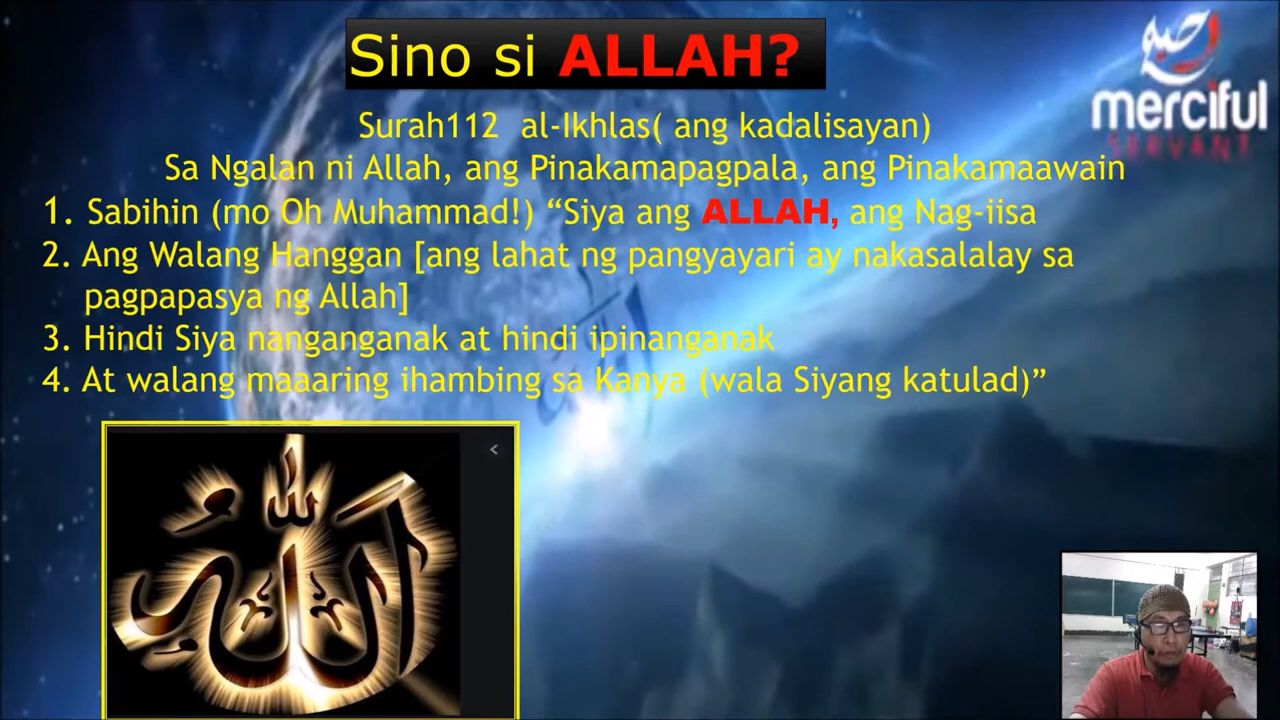 Sino si ALLAH?
احية
merciful
SERVANT
Surah112 al-Ikhlas( ang kadalisayan)
Sa Ngalan ni Allah, ang Pinakamapagpala, ang Pinakamaawain
1. Sabihin (mo Oh Muhammad!) “Siya ang ALLAH, ang Nag-iisa
2. Ang Walang Hanggan [ang lahat ng pangyayari ay nakasalalay sa
pagpapasya ng Allah]
3. Hindi Siya nanganganak at hindi ipinanganak
4. At walang maaaring ihambing sa Kanya (wala Siyang katulad)”
الله